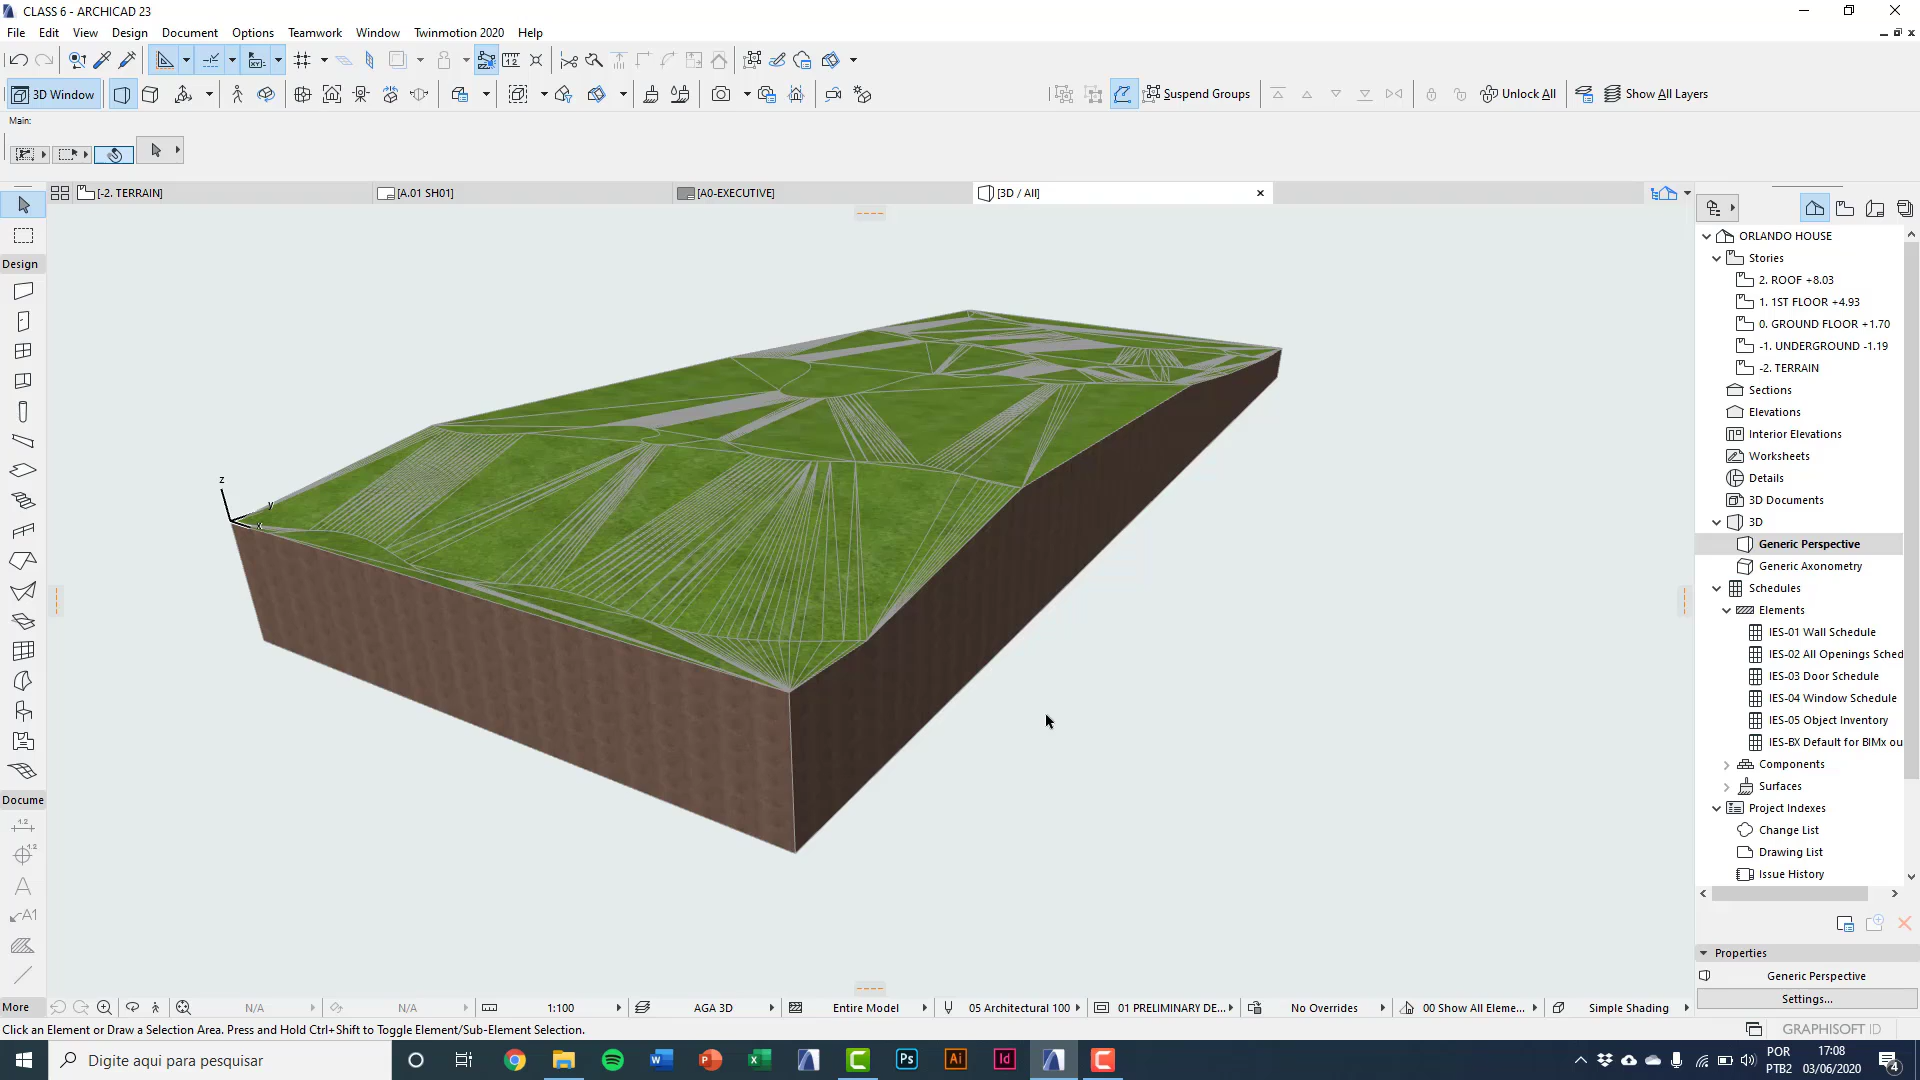 CLASS 6 - ARCHICAD 23
File Edit View Design Document Options Teamwork Window Twinmotion 2020 Help
3D Window
Suspend Groups
Unlock All
Show All Layers
Main:
[-2. TERRAIN]
[A.01 SH01]
[A0-EXECUTIVE]
[3D / All]
Design
ORLANDO HOUSE
Stories
2. ROOF +8.03
1. 1ST FLOOR +4.93
0. GROUND FLOOR +1.70
-1. UNDERGROUND -1.19
-2. TERRAIN
Sections
Elevations
Interior Elevations
Worksheets
Details
3D Documents
3D
Generic Perspective
Generic Axonometry
Schedules
Elements
IES-01 Wall Schedule
IES-02 All Openings Sched
IES-03 Door Schedule
IES-04 Window Schedule
IES-05 Object Inventory
IES-BX Default for BIMx ou
Components
Surfaces
Project Indexes
Change List
Drawing List
Issue History
z
y
x
Docume
1.2
1.2
A
A1
More
Properties
Generic Perspective
Settings...
N/A
N/A
1:100
AGA 3D
Entire Model
05 Architectural 100
01 PRELIMINARY DE...
No Overrides
00 Show All Eleme...
Simple Shading
Click an Element or Draw a Selection Area. Press and Hold Ctrl+Shift to Toggle Element/Sub-Element Selection.
GRAPHISOFT ID
Digite aqui para pesquisar
POR
PTB2
17:08
03/06/2020
4